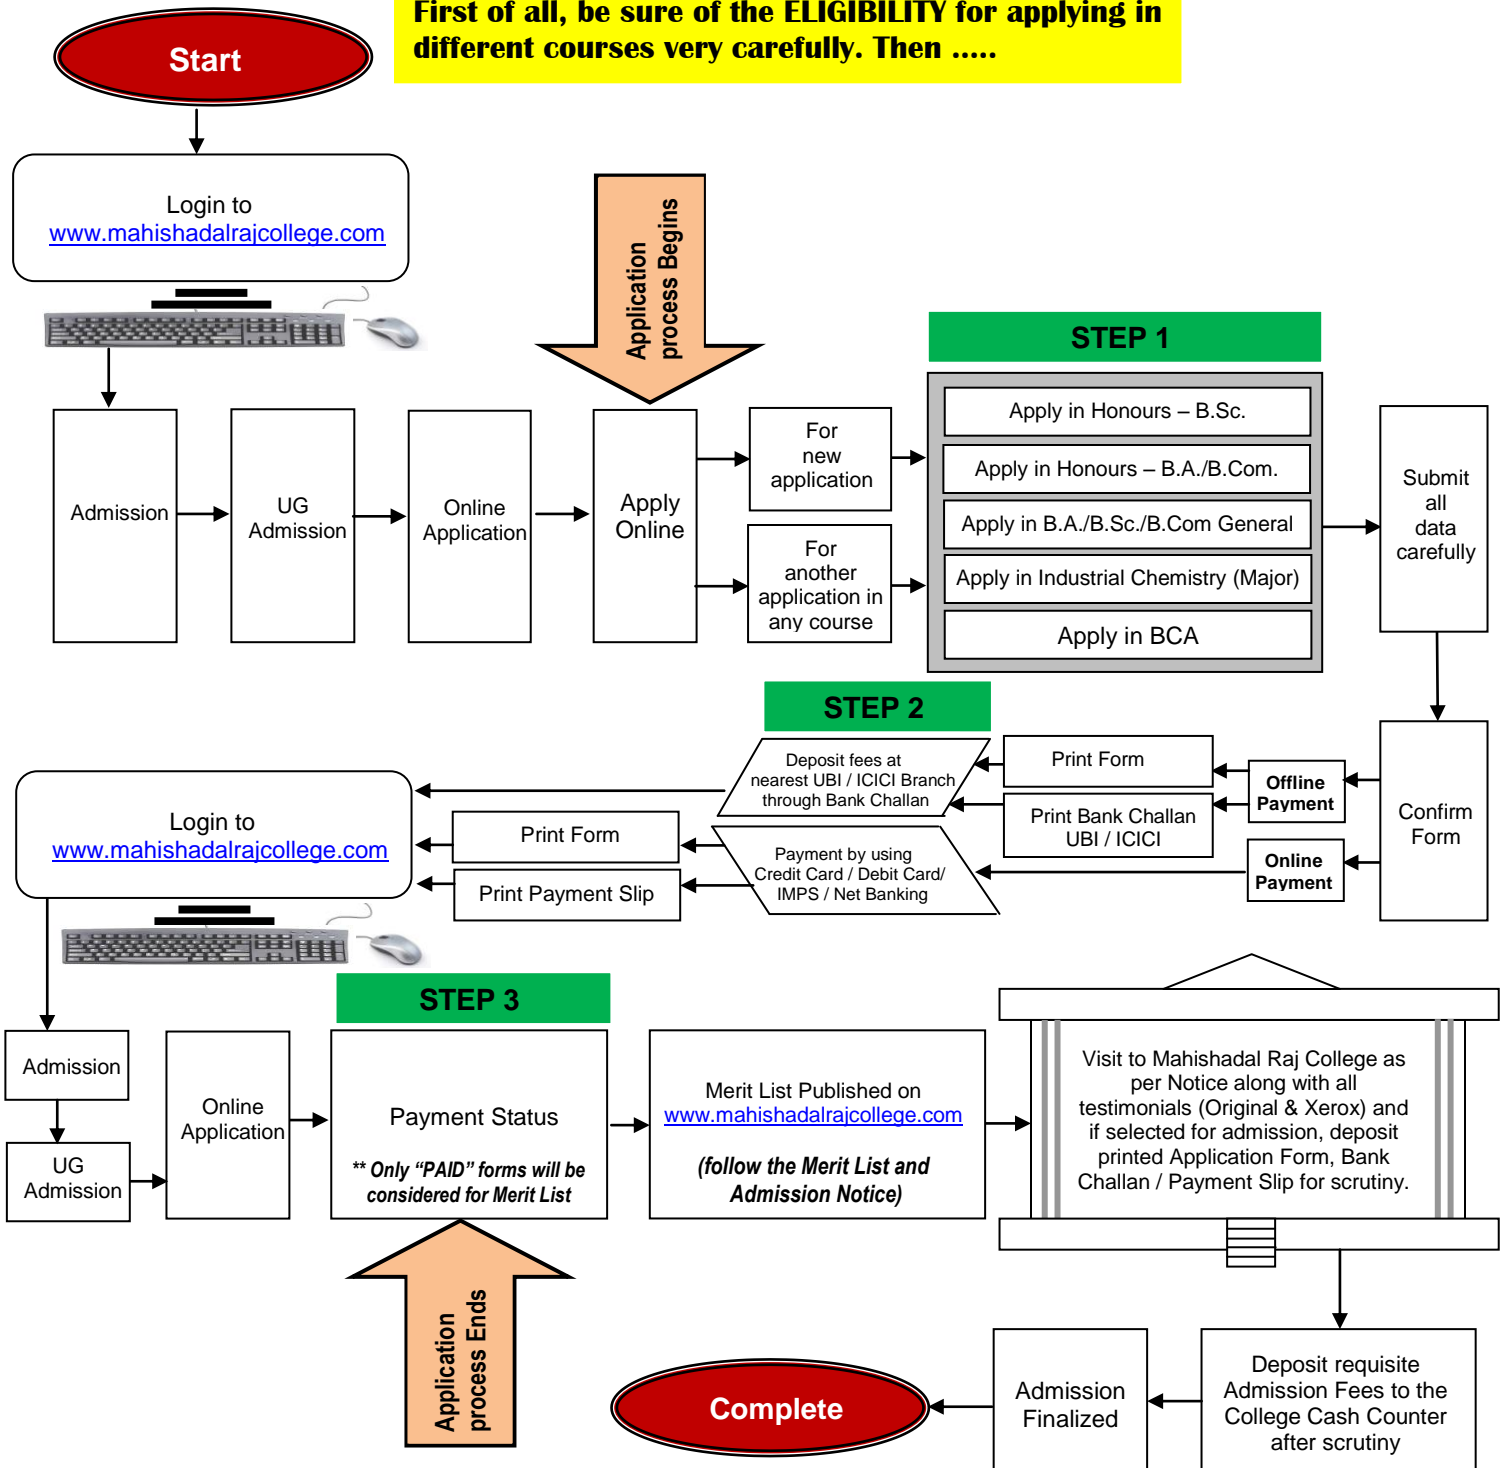 First of all, be sure of the ELIGIBILITY for applying in
different courses very carefully. Then .....
Start
Login to
www.mahishadalrajcollege.com
Application
process Begins
STEP 1
Admission
UG
Admission
Online
Application
Apply
Online
For
new
application
For
another
application in
any course
Apply in Honours – B.Sc.
Apply in Honours – B.A./B.Com.
Apply in B.A./B.Sc./B.Com General
Apply in Industrial Chemistry (Major)
Apply in BCA
Submit
all
data
carefully
STEP 2
Confirm
Form
Offline
Payment
Online
Payment
Print Form
Print Bank Challan
UBI / ICICI
Deposit fees at
nearest UBI / ICICI Branch
through Bank Challan
Payment by using
Credit Card / Debit Card/
IMPS / Net Banking
Print Form
Print Payment Slip
Login to
www.mahishadalrajcollege.com
STEP 3
Admission
UG
Admission
Online
Application
Payment Status
** Only “PAID” forms will be
considered for Merit List
Application
process Ends
Merit List Published on
www.mahishadalrajcollege.com
(follow the Merit List and
Admission Notice)
Visit to Mahishadal Raj College as
per Notice along with all
testimonials (Original & Xerox) and
if selected for admission, deposit
printed Application Form, Bank
Challan / Payment Slip for scrutiny.
Deposit requisite
Admission Fees to the
College Cash Counter
after scrutiny
Admission
Finalized
Complete